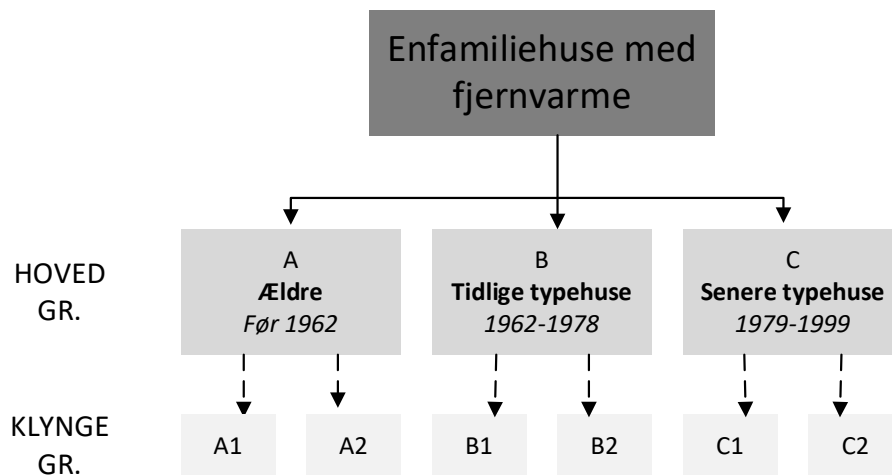 Enfamiliehuse med
fjernvarme
HOVED
GR.
A
Ældre
Før 1962
B
Tidlige typehuse
1962-1978
C
Senere typehuse
1979-1999
KLYNGE
GR.
A1
A2
B1
B2
C1
C2